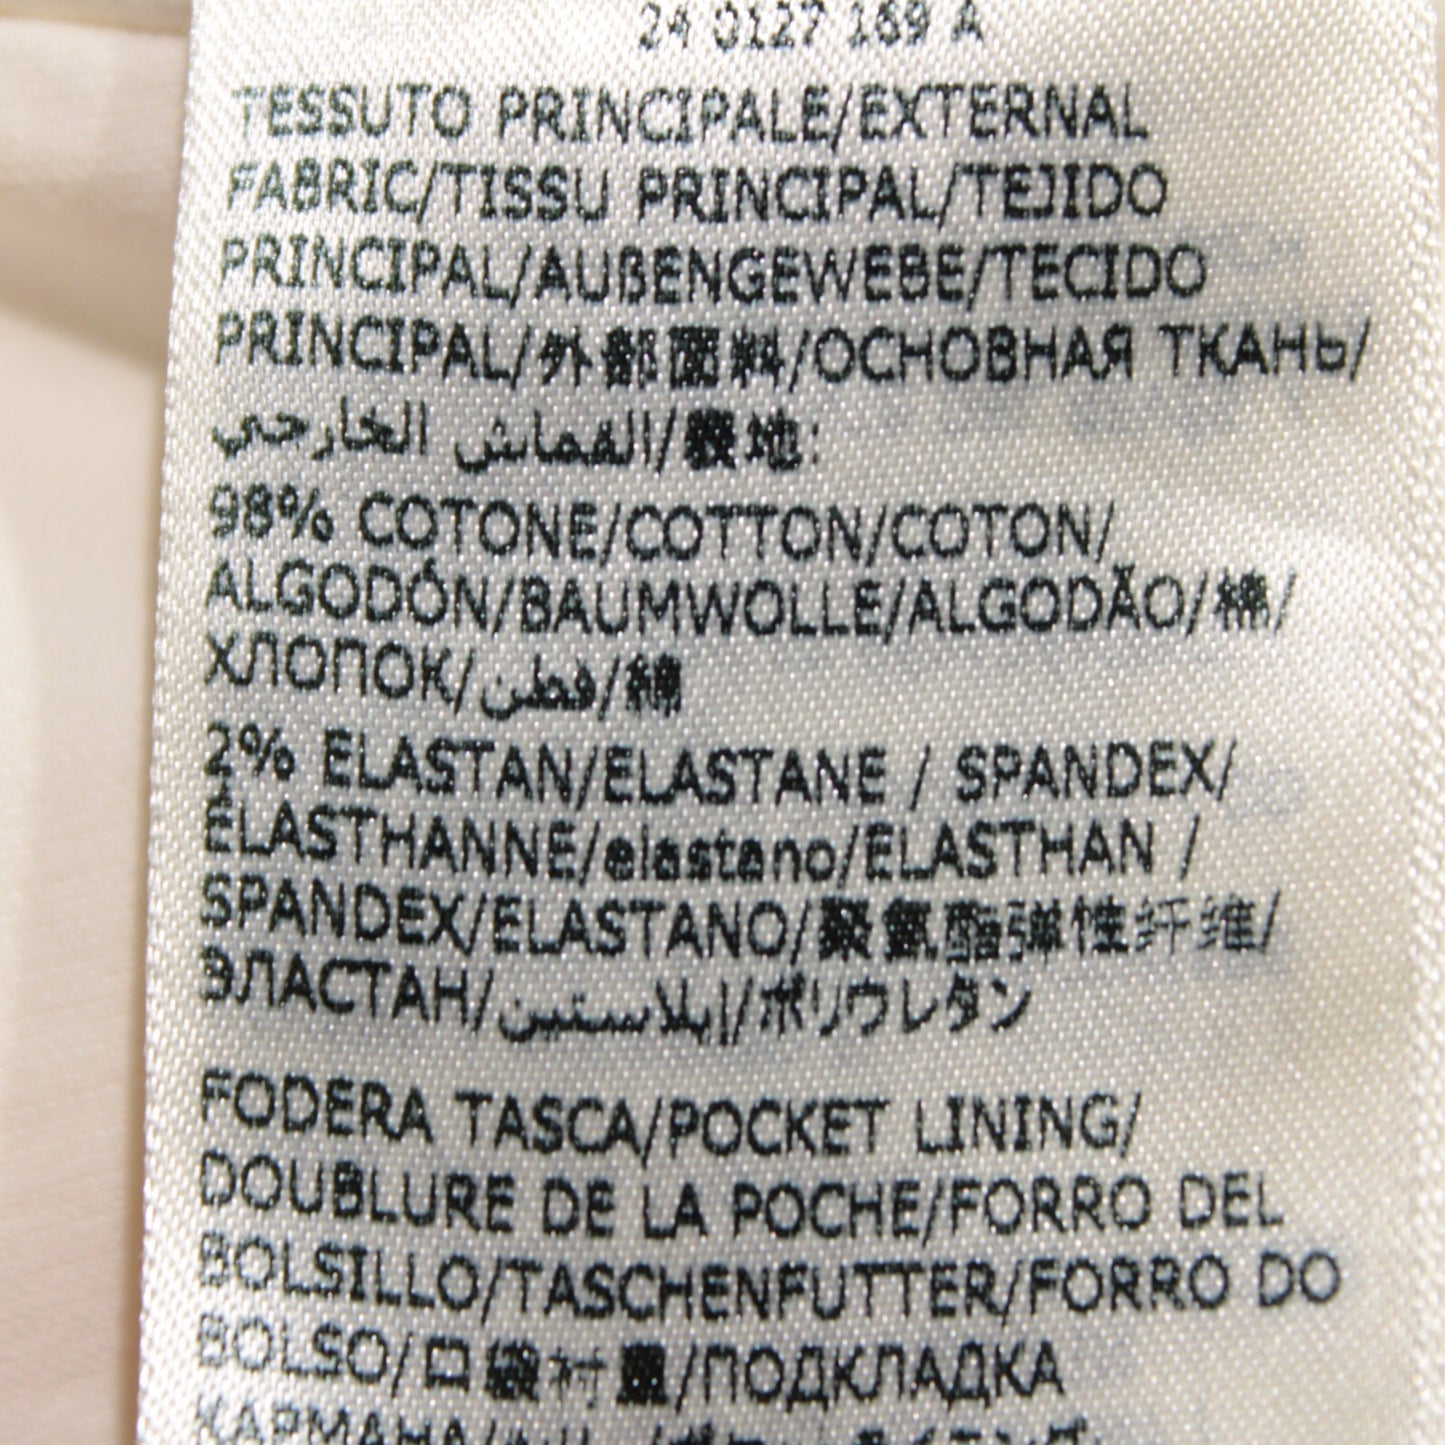 24 0127 169 A
TESSUTO PRINCIPALE/EXTERNAL
FABRIC/TISSU PRINCIPAL/TEJIDO
PRINCIPAL/AUßENGEWEBE/TECIDO
PRINCIPAL/外部面料/ОСНОВНАЯ ТКАНЬ/
القماش الخارجي/表地:
98% COTONE/COTTON/COTON/
ALGODÓN/BAUMWOLLE/ALGODÃO/棉/
ХЛОПОК/قطن/綿
2% ELASTAN/ELASTANE / SPANDEX/
ÉLASTHANNE/elastano/ELASTHAN /
SPANDEX/ELASTANO/聚氨酯弹性纤维/
ЭЛАСТАН/إيلاستين/ポリウレタン
FODERA TASCA/POCKET LINING/
DOUBLURE DE LA POCHE/FORRO DEL
BOLSILLO/TASCHENFUTTER/FORRO DO
BOLSO/口袋衬里/ПОДКЛАДКА
КАРМАНА/